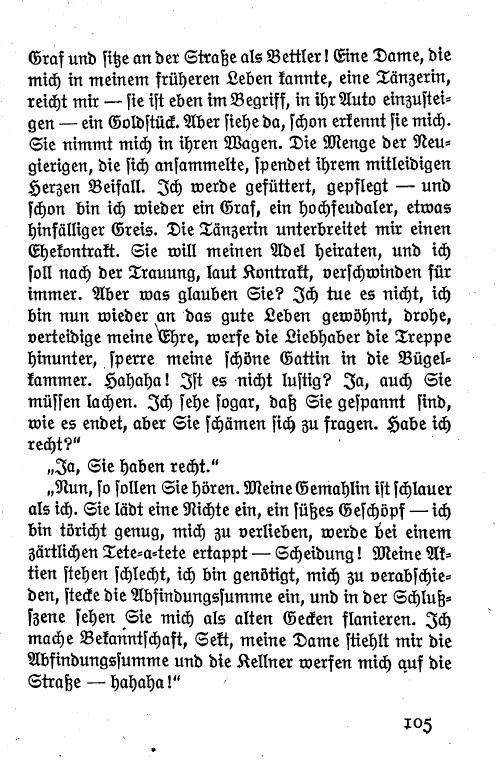 Graf und sitze an der Straße als Bettler! Eine Dame, die
mich in meinem früheren Leben kannte, eine Tänzerin,
reicht mir — sie ist eben im Begriff, in ihr Auto einzustei-
gen — ein Goldstück. Aber siehe da, schon erkennt sie mich.
Sie nimmt mich in ihren Wagen. Die Menge der Neu-
gierigen, die sich ansammelte, spendet ihrem mitleidigen
Herzen Beifall. Ich werde gefüttert, gepflegt — und
schon bin ich wieder ein Graf, ein hochfeudaler, etwas
hinfälliger Greis. Die Tänzerin unterbreitet mir einen
Ehekontrakt. Sie will meinen Adel heiraten, und ich
soll nach der Trauung, laut Kontrakt, verschwinden für
immer. Aber was glauben Sie? Ich tue es nicht, ich
bin nun wieder an das gute Leben gewöhnt, drohe,
verteidige meine Ehre, werfe die Liebhaber die Treppe
hinunter, sperre meine schöne Gattin in die Bügel-
kammer. Hahaha! Ist es nicht lustig? Ja, auch Sie
müssen lachen. Ich sehe sogar, daß Sie gespannt sind,
wie es endet, aber Sie schämen sich zu fragen. Habe ich
recht?“
„Ja, Sie haben recht.“
„Nun, so sollen Sie hören. Meine Gemahlin ist schlauer
als ich. Sie lädt eine Nichte ein, ein süßes Geschöpf — ich
bin töricht genug, mich zu verlieben, werde bei einem
zärtlichen Tete-a-tete ertappt — Scheidung! Meine Ak-
tien stehen schlecht, ich bin genötigt, mich zu verabschie-
den, stecke die Abfindungssumme ein, und in der Schluß-
szene sehen Sie mich als alten Gecken flanieren. Ich
mache Bekanntschaft, Sekt, meine Dame stiehlt mir die
Abfindungssumme und die Kellner werfen mich auf die
Straße — hahaha!“
105